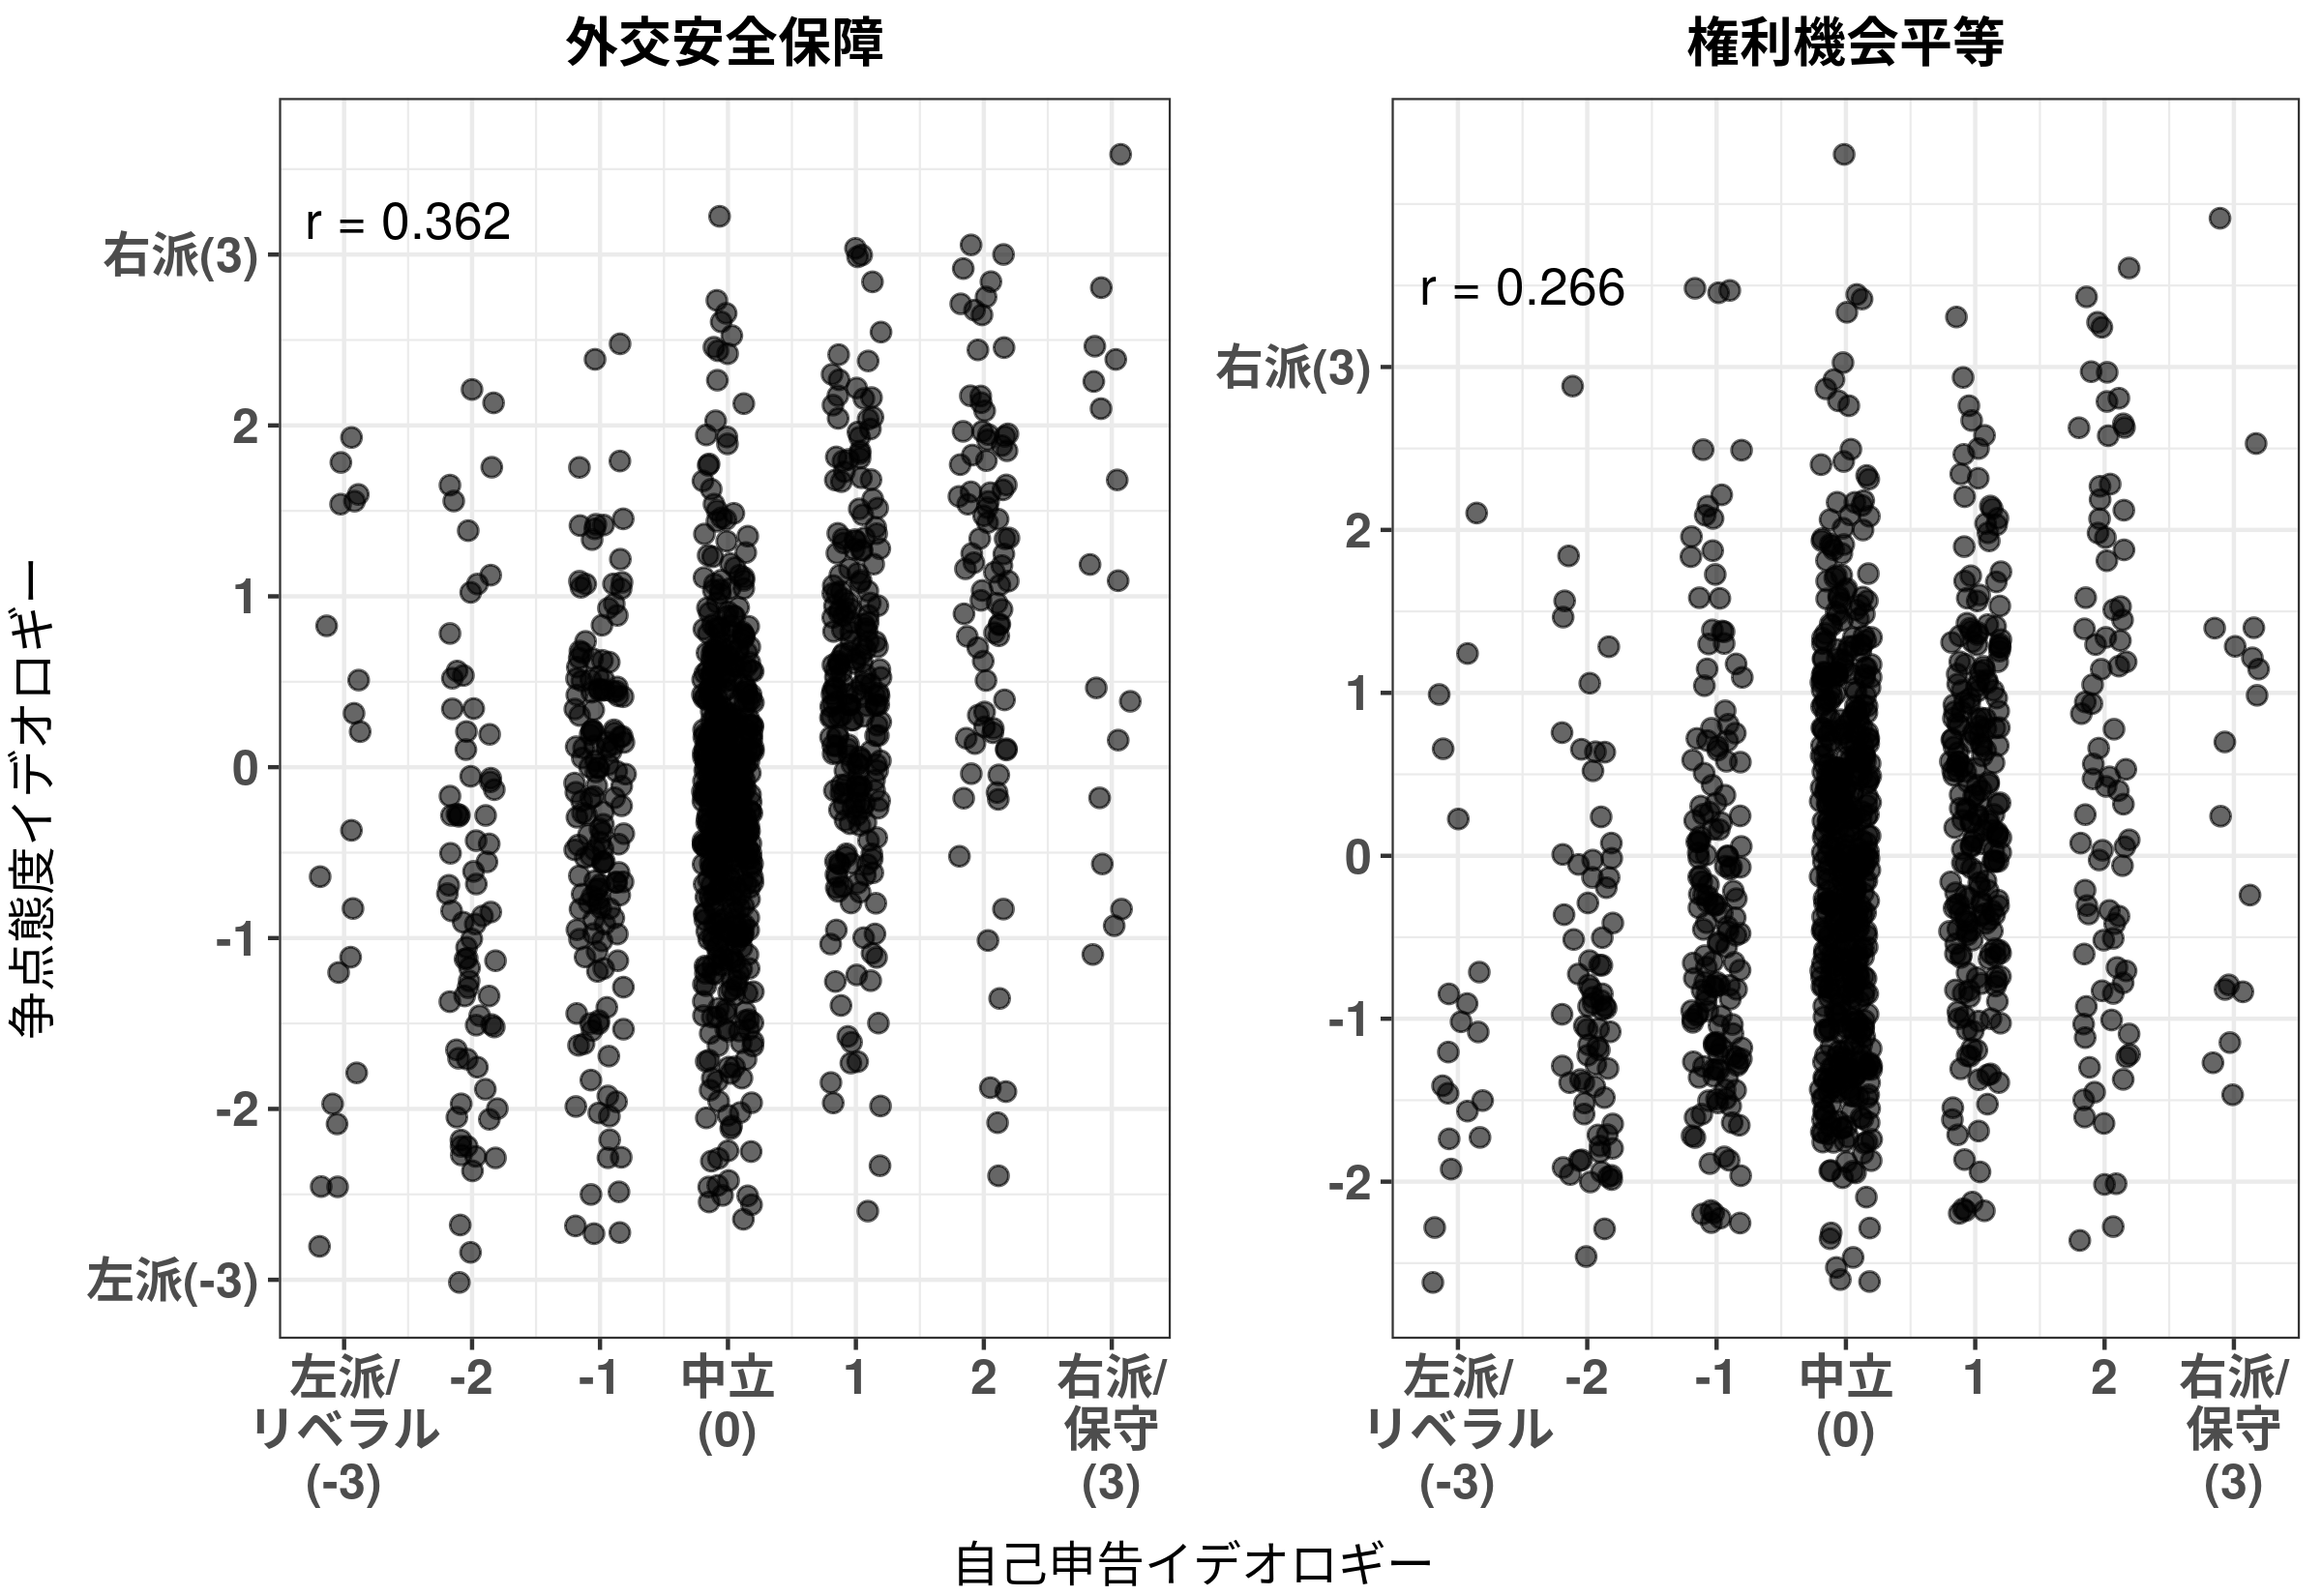 外交安全保障
権利機会平等
r = 0.362
r = 0.266
争点態度イデオロギー
右派(3)
2
1
0
-1
-2
左派(-3)
右派(3)
2
1
0
-1
-2
左派/
リベラル
(-3)
-2
-1
中立
(0)
1
2
右派/
保守
(3)
左派/
リベラル
(-3)
-2
-1
中立
(0)
1
2
右派/
保守
(3)
自己申告イデオロギー